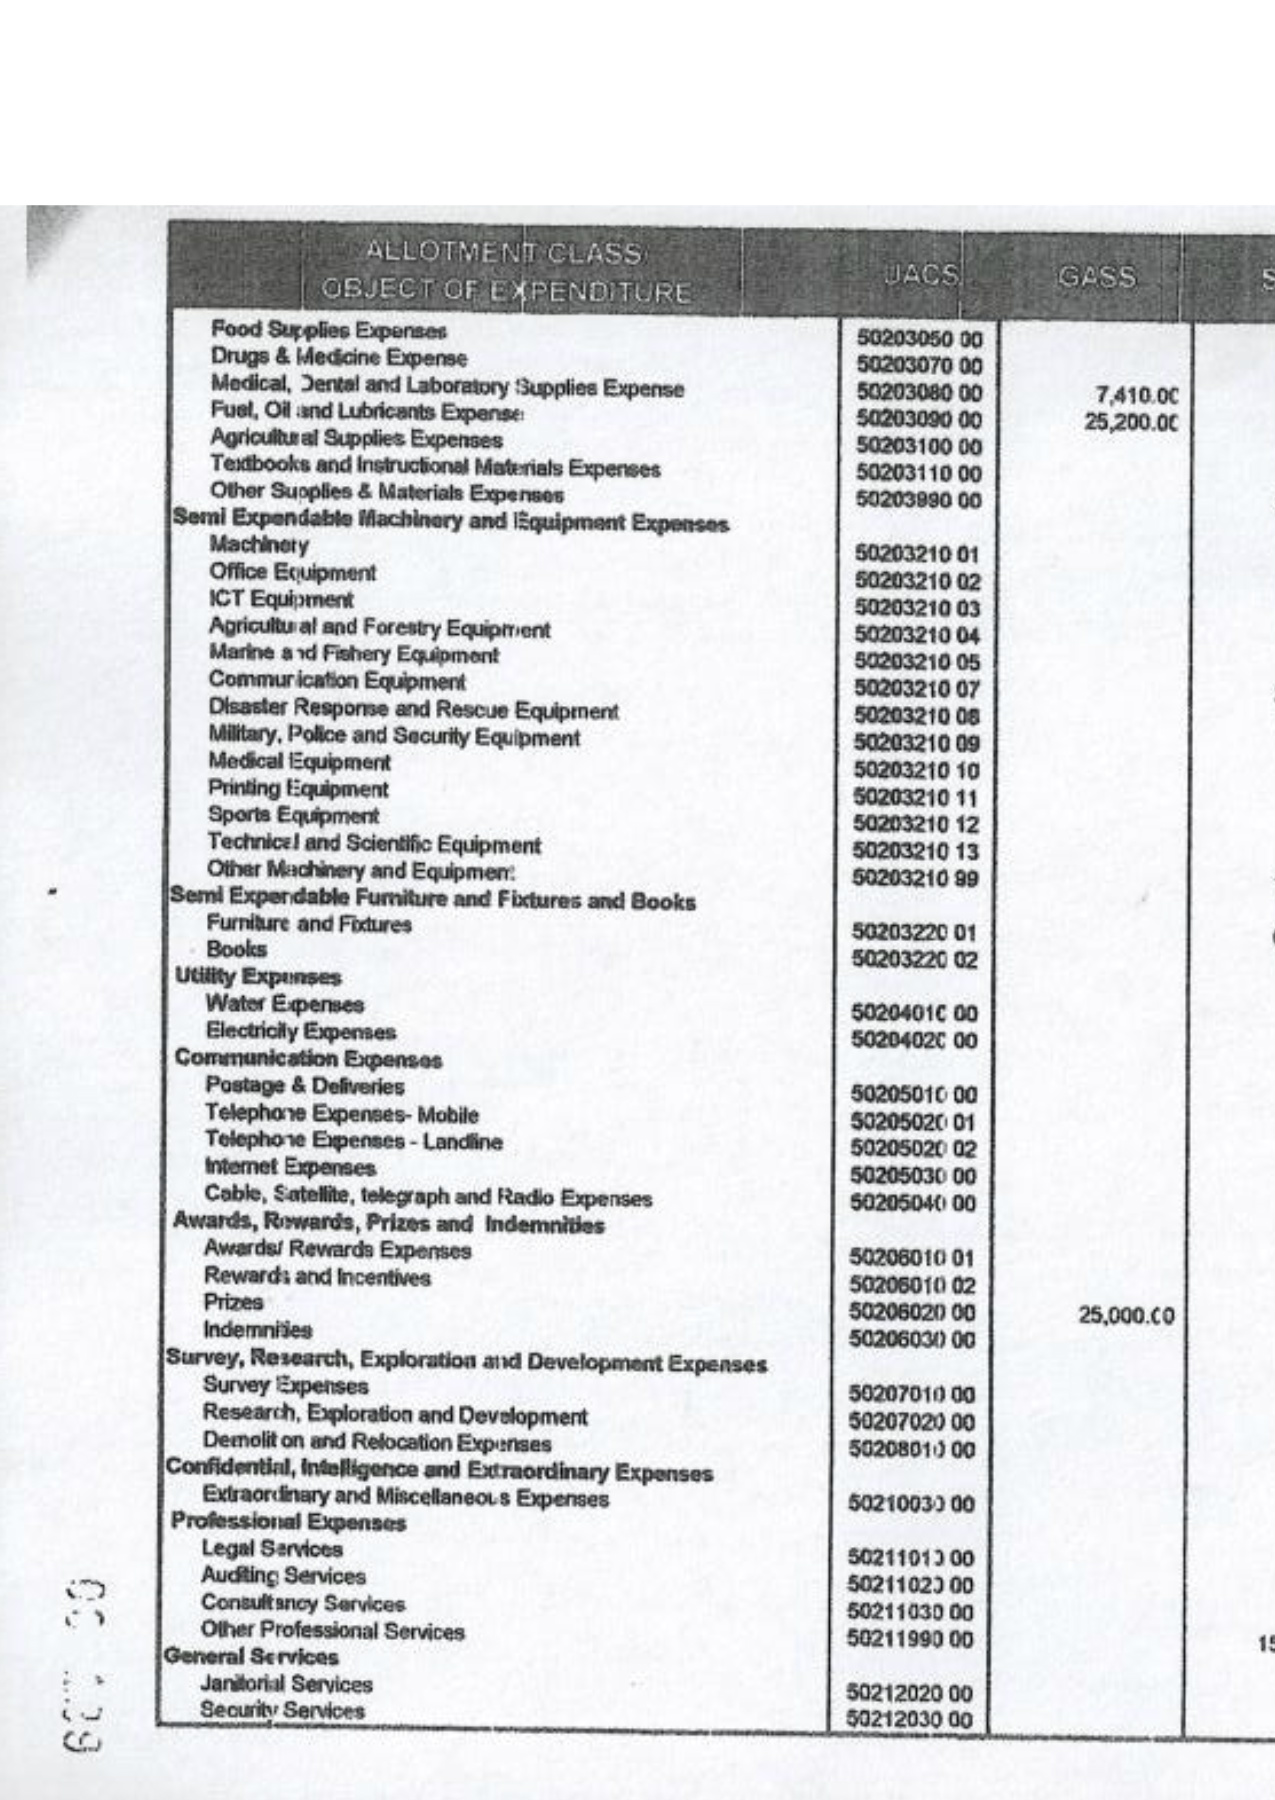 ALLOTMENT CLASS/
OBJECT OF EXPENDITURE UACS GASS S
Food Supplies Expenses 50203050 00
Drugs & Medicine Expense 50203070 00
Medical, Dental and Laboratory Supplies Expense 50203080 00 7,410.00
Fuel, Oil and Lubricants Expense 50203090 00 25,200.00
Agricultural Supplies Expenses 50203100 00
Textbooks and Instructional Materials Expenses 50203110 00
Other Supplies & Materials Expenses 50203990 00
Semi Expendable Machinery and Equipment Expenses
Machinery 50203210 01
Office Equipment 50203210 02
ICT Equipment 50203210 03
Agricultural and Forestry Equipment 50203210 04
Marine and Fishery Equipment 50203210 05
Communication Equipment 50203210 07
Disaster Response and Rescue Equipment 50203210 08
Military, Police and Security Equipment 50203210 09
Medical Equipment 50203210 10
Printing Equipment 50203210 11
Sports Equipment 50203210 12
Technical and Scientific Equipment 50203210 13
Other Machinery and Equipment 50203210 99
Semi Expendable Furniture and Fixtures and Books
Furniture and Fixtures 50203220 01
Books 50203220 02
Utility Expenses
Water Expenses 50204010 00
Electricity Expenses 50204020 00
Communication Expenses
Postage & Deliveries 50205010 00
Telephone Expenses- Mobile 50205020 01
Telephone Expenses - Landline 50205020 02
Internet Expenses 50205030 00
Cable, Satellite, telegraph and Radio Expenses 50205040 00
Awards, Rewards, Prizes and Indemnities
Awards/ Rewards Expenses 50206010 01
Rewards and Incentives 50206010 02
Prizes 50206020 00 25,000.00
Indemnities 50206030 00
Survey, Research, Exploration and Development Expenses
Survey Expenses 50207010 00
Research, Exploration and Development 50207020 00
Demolition and Relocation Expenses 50208010 00
Confidential, Intelligence and Extraordinary Expenses
Extraordinary and Miscellaneous Expenses 50210030 00
Professional Expenses
Legal Services 50211010 00
Auditing Services 50211020 00
Consultancy Services 50211030 00
Other Professional Services 50211990 00 15
General Services
Janitorial Services 50212020 00
Security Services 50212030 00